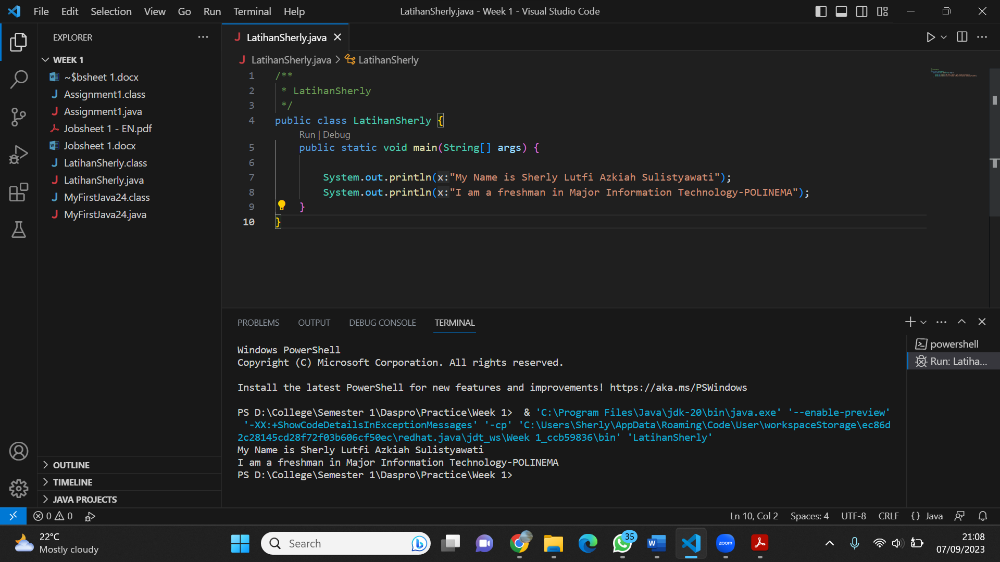 File Edit Selection View Go Run Terminal Help
LatihanSherly.java - Week 1 - Visual Studio Code
EXPLORER
WEEK 1
~$bsheet 1.docx
Assignment1.class
Assignment1.java
Jobsheet 1 - EN.pdf
Jobsheet 1.docx
LatihanSherly.class
LatihanSherly.java
MyFirstJava24.class
MyFirstJava24.java
OUTLINE
TIMELINE
JAVA PROJECTS
LatihanSherly.java
LatihanSherly.java > LatihanSherly
1 /**
2 * LatihanSherly
3 */
4 public class LatihanSherly {
Run | Debug
5 public static void main(String[] args) {
6
7 System.out.println(x:"My Name is Sherly Lutfi Azkiah Sulistyawati");
8 System.out.println(x:"I am a freshman in Major Information Technology-POLINEMA");
9 }
10 }
PROBLEMS OUTPUT DEBUG CONSOLE TERMINAL
Windows PowerShell
Copyright (C) Microsoft Corporation. All rights reserved.
Install the latest PowerShell for new features and improvements! https://aka.ms/PSWindows
PS D:\College\Semester 1\Daspro\Practice\Week 1>  & 'C:\Program Files\Java\jdk-20\bin\java.exe' '--enable-preview'
'-XX:+ShowCodeDetailsInExceptionMessages' '-cp' 'C:\Users\Sherly\AppData\Roaming\Code\User\workspaceStorage\ec86d
2c28145cd28f72f03b606cf50ec\redhat.java\jdt_ws\Week 1_ccb59836\bin' 'LatihanSherly'
My Name is Sherly Lutfi Azkiah Sulistyawati
I am a freshman in Major Information Technology-POLINEMA
PS D:\College\Semester 1\Daspro\Practice\Week 1>
powershell
Run: Latiha...
0 0
Ln 10, Col 2 Spaces: 4 UTF-8 CRLF {} Java
22°C
Mostly cloudy
Search
35
zoom
21:08
07/09/2023